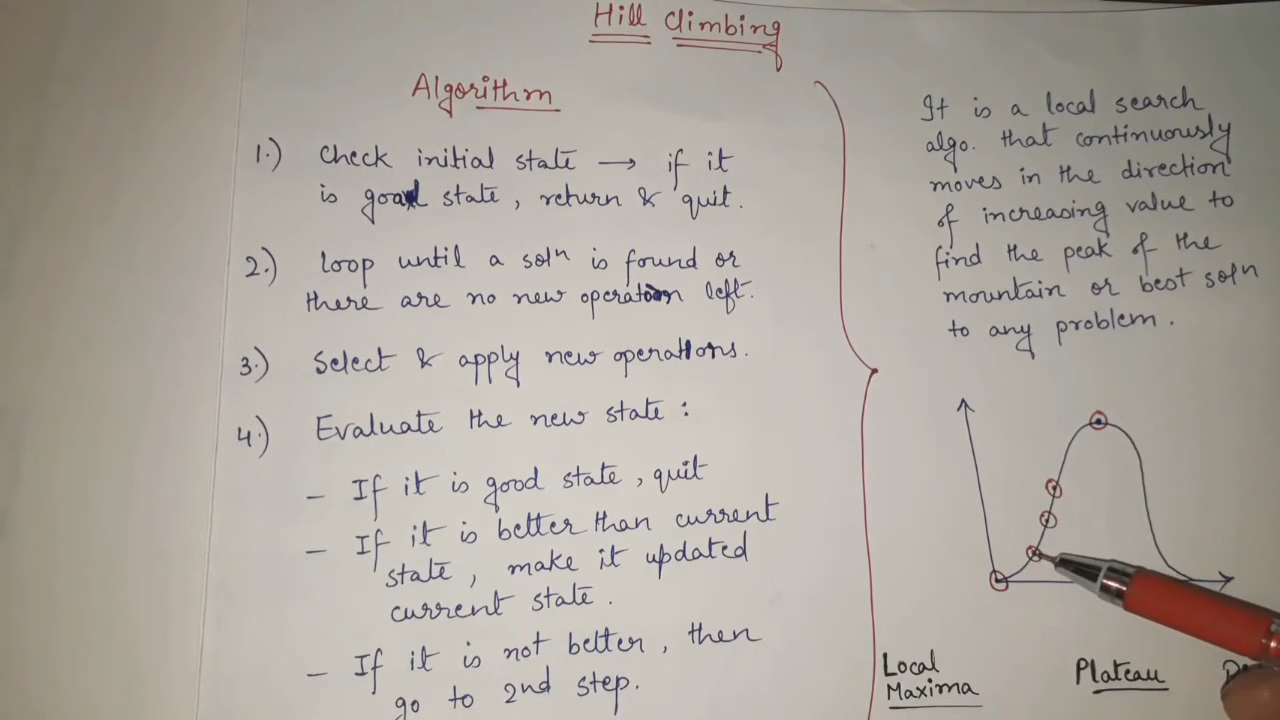 Hill Climbing
Algorithm
1.) Check initial state → if it
is goal state, return & quit.
2.) Loop until a solⁿ is found or
there are no new operation left.
3.) Select & apply new operations.
4.) Evaluate the new state :
– If it is good state, quit
– If it is better than current
state, make it updated
current state.
– If it is not better, then
go to 2nd step.
It is a local search
algo. that continuously
moves in the direction
of increasing value to
find the peak of the
mountain or best solⁿ
to any problem.
Local
Maxima
Plateau